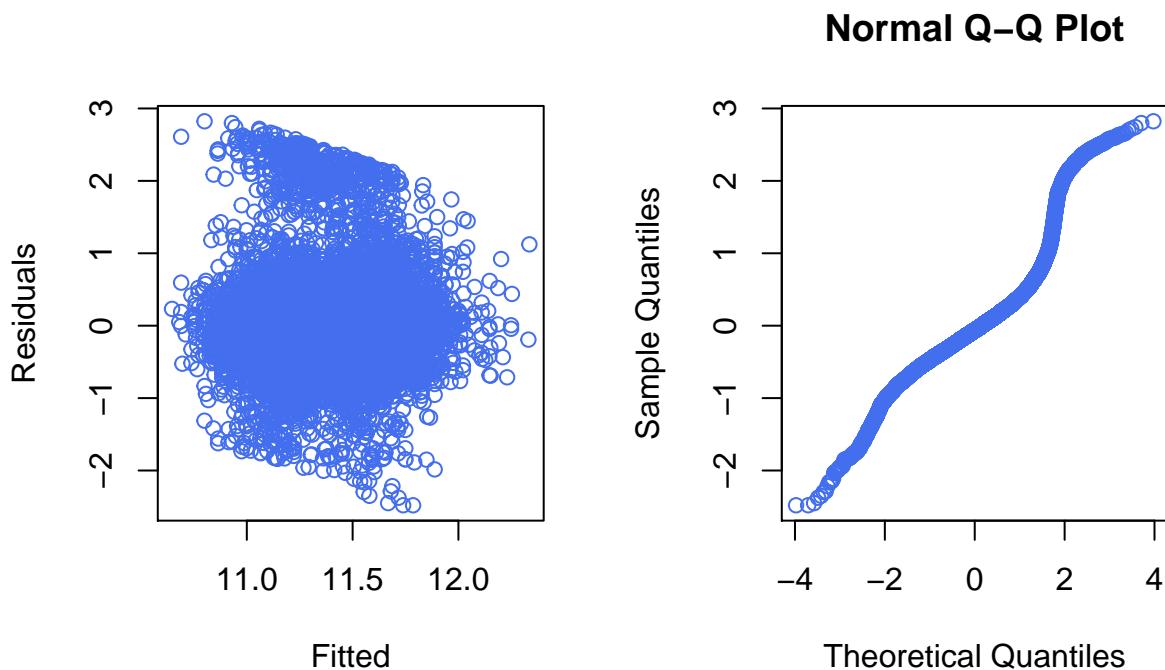 Normal Q−Q Plot
3
2
1
0
−1
−2
Residuals
11.0 11.5 12.0
Fitted
3
2
1
0
−1
−2
Sample Quantiles
−4 −2 0 2 4
Theoretical Quantiles